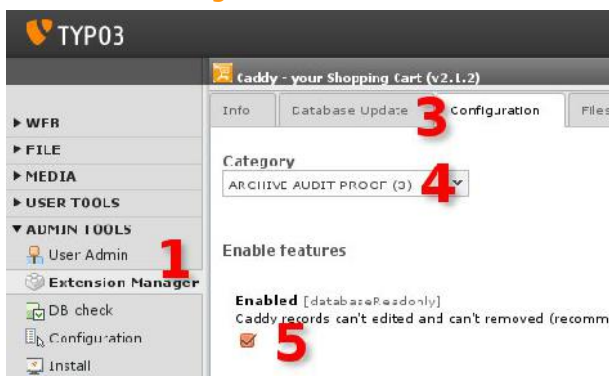 TYPO3
Caddy - your Shopping Cart (v2.1.2)
Info Database Update 3 Configuration Files
WEB
FILE
MEDIA
USER TOOLS
ADMIN TOOLS
User Admin
1
Extension Manager
DB check
Configuration
Install
Category
ARCHIVE AUDIT PROOF (3) 4
Enable features
Enabled [databaseReadonly]
Caddy records can't edited and can't removed (recomm
5